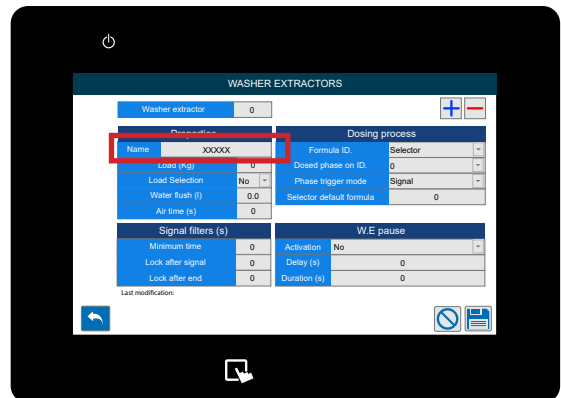 WASHER EXTRACTORS
Washer extractor 0
Properties Dosing process
Name XXXXX Formula ID. Selector
Load (Kg) 0 Dosed phase on ID. 0
Load Selection No Phase trigger mode Signal
Water flush (l) 0.0 Selector default formula 0
Air time (s) 0
Signal filters (s) W.E pause
Minimum time 0 Activation No
Lock after signal 0 Delay (s) 0
Lock after end 0 Duration (s) 0
Last modification: